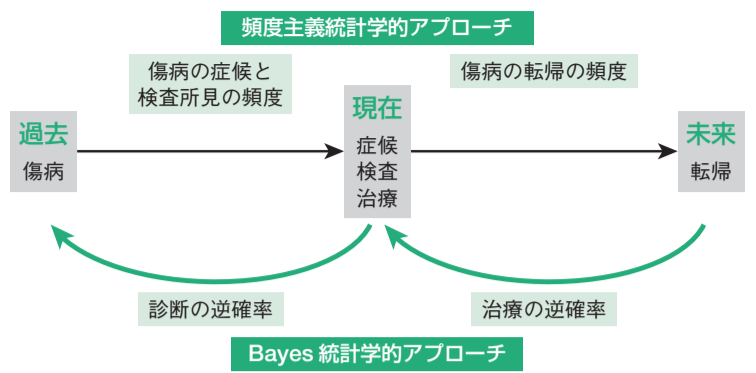 頻度主義統計学的アプローチ
傷病の症候と
検査所見の頻度
傷病の転帰の頻度
過去
傷病
現在
症候
検査
治療
未来
転帰
診断の逆確率
治療の逆確率
Bayes 統計学的アプローチ